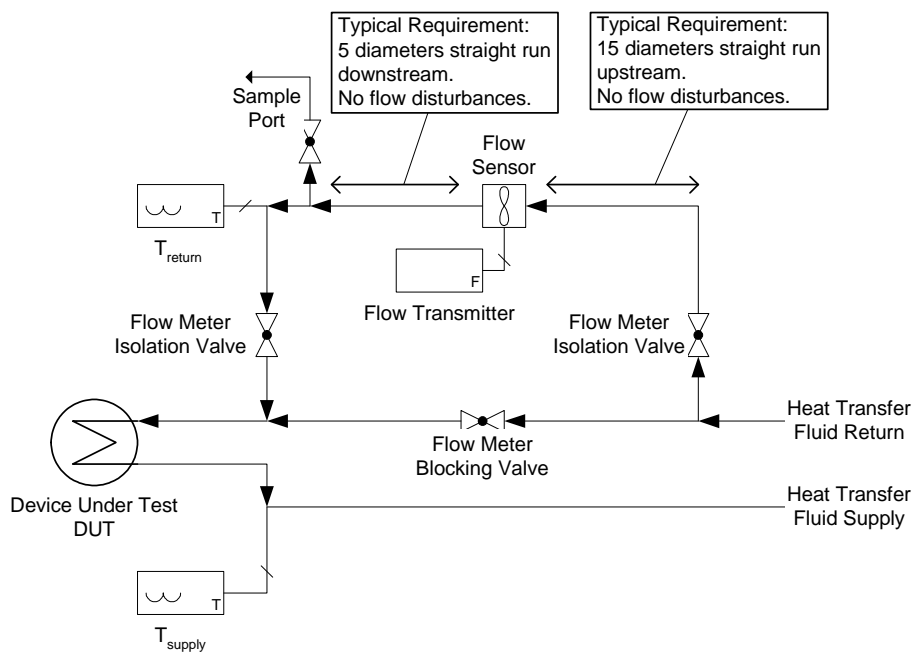 Typical Requirement:
5 diameters straight run
downstream.
No flow disturbances.
Typical Requirement:
15 diameters straight run
upstream.
No flow disturbances.
Sample
Port
Flow
Sensor
T
T return
F
Flow Transmitter
Flow Meter
Isolation Valve
Flow Meter
Isolation Valve
Heat Transfer
Fluid Return
Flow Meter
Blocking Valve
Device Under Test
DUT
Heat Transfer
Fluid Supply
T
T supply